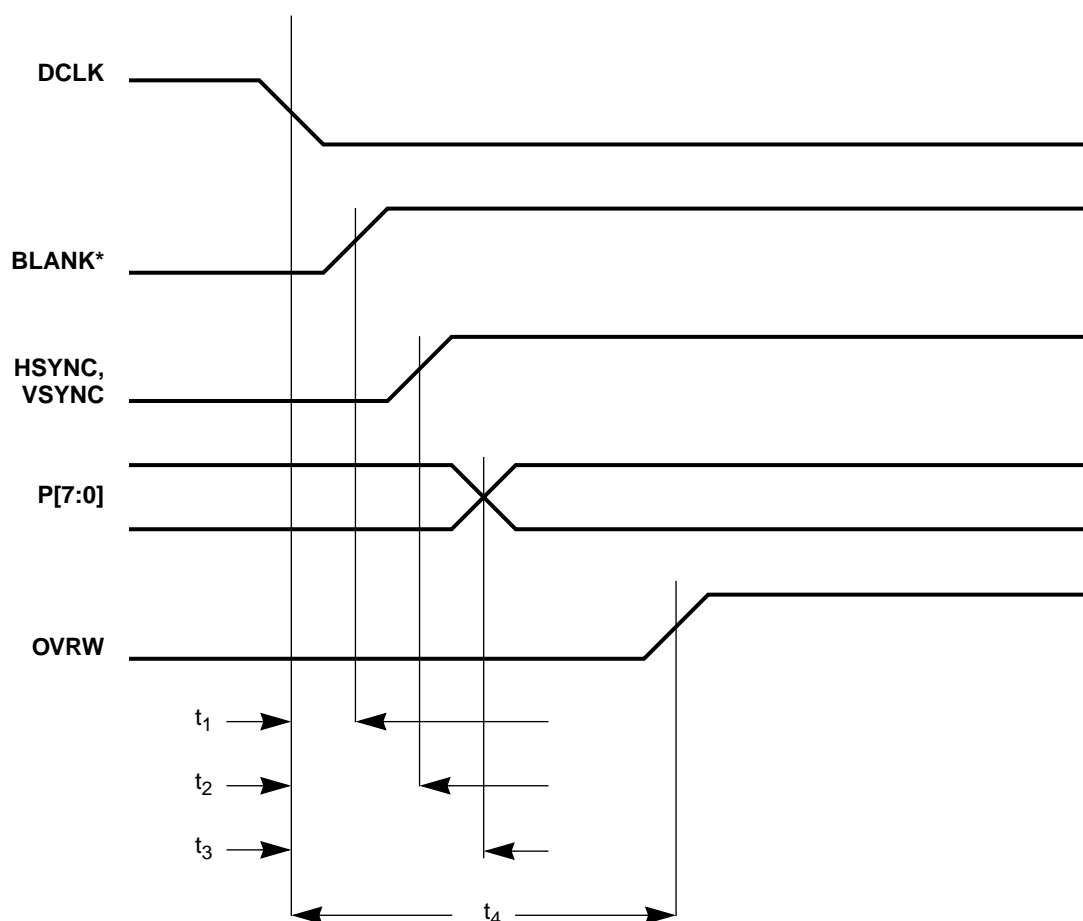 DCLK
BLANK*
HSYNC,
VSYNC
P[7:0]
OVRW
t1
t2
t3
t4